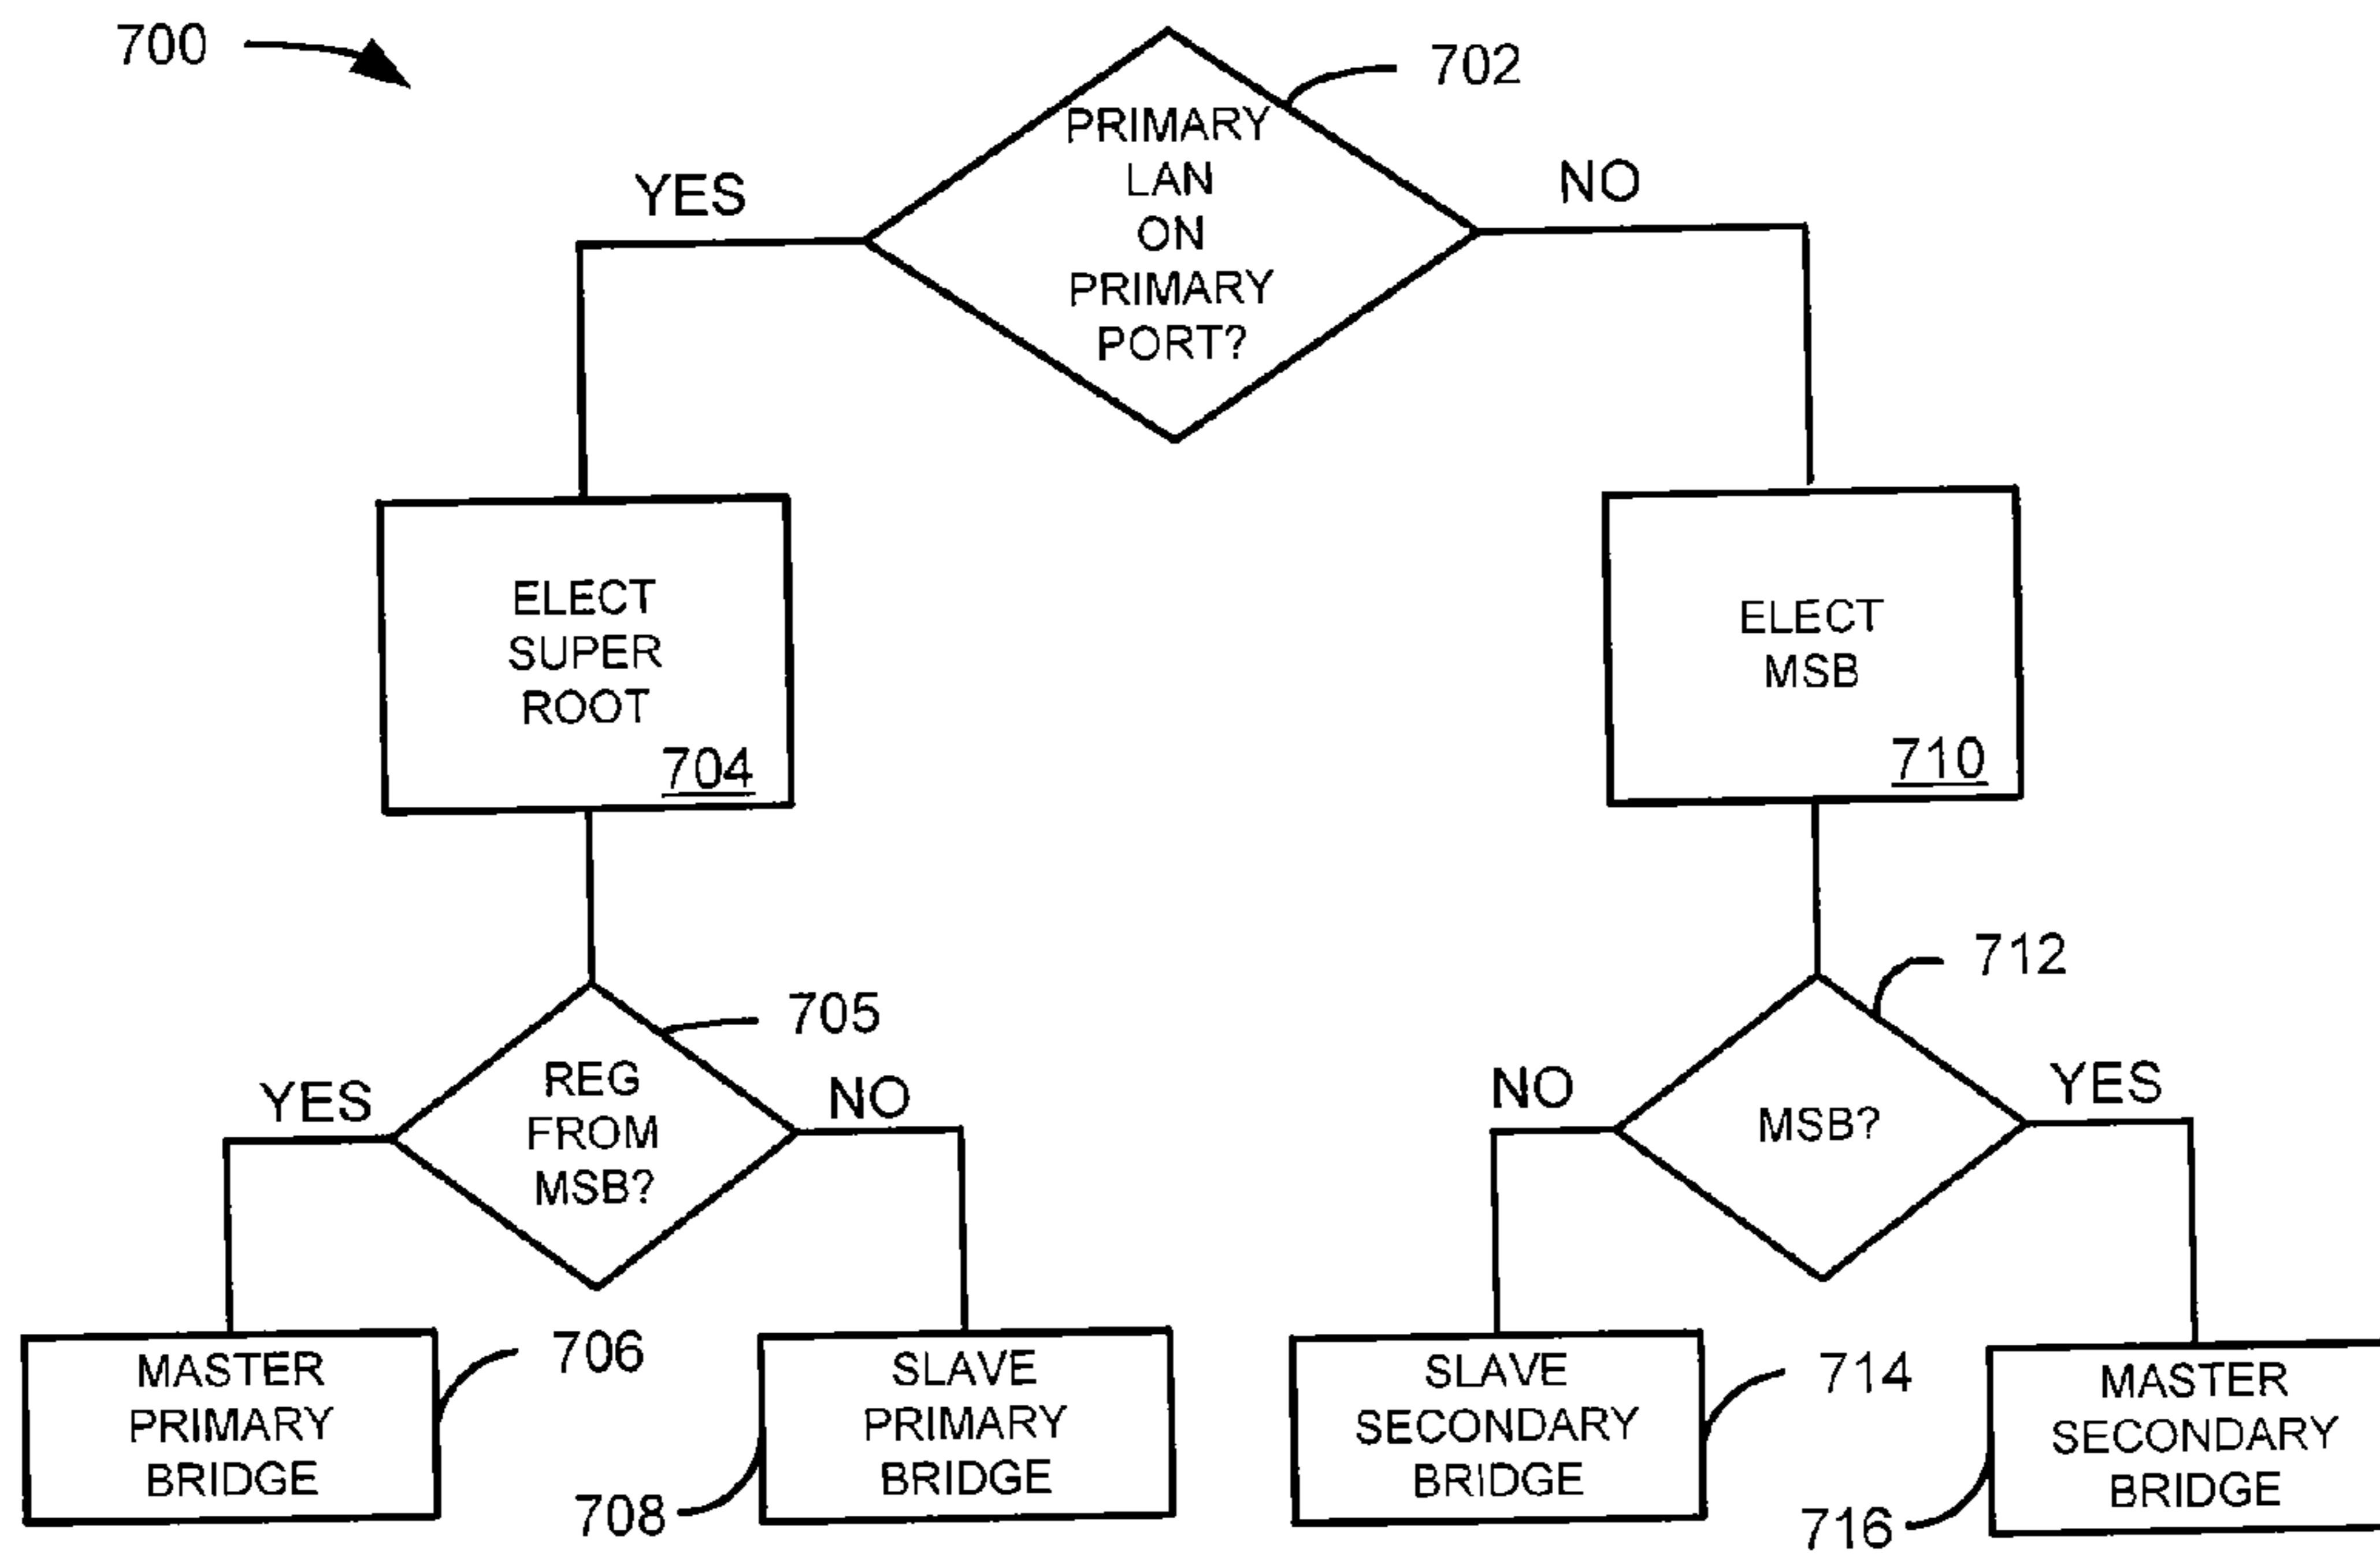 700
702
PRIMARY
LAN
ON
PRIMARY
PORT?
YES
NO
ELECT
SUPER
ROOT
704
ELECT
MSB
710
705
REG
FROM
MSB?
YES
NO
712
MSB?
NO
YES
MASTER
PRIMARY
BRIDGE
706
SLAVE
PRIMARY
BRIDGE
708
SLAVE
SECONDARY
BRIDGE
714
MASTER
SECONDARY
BRIDGE
716